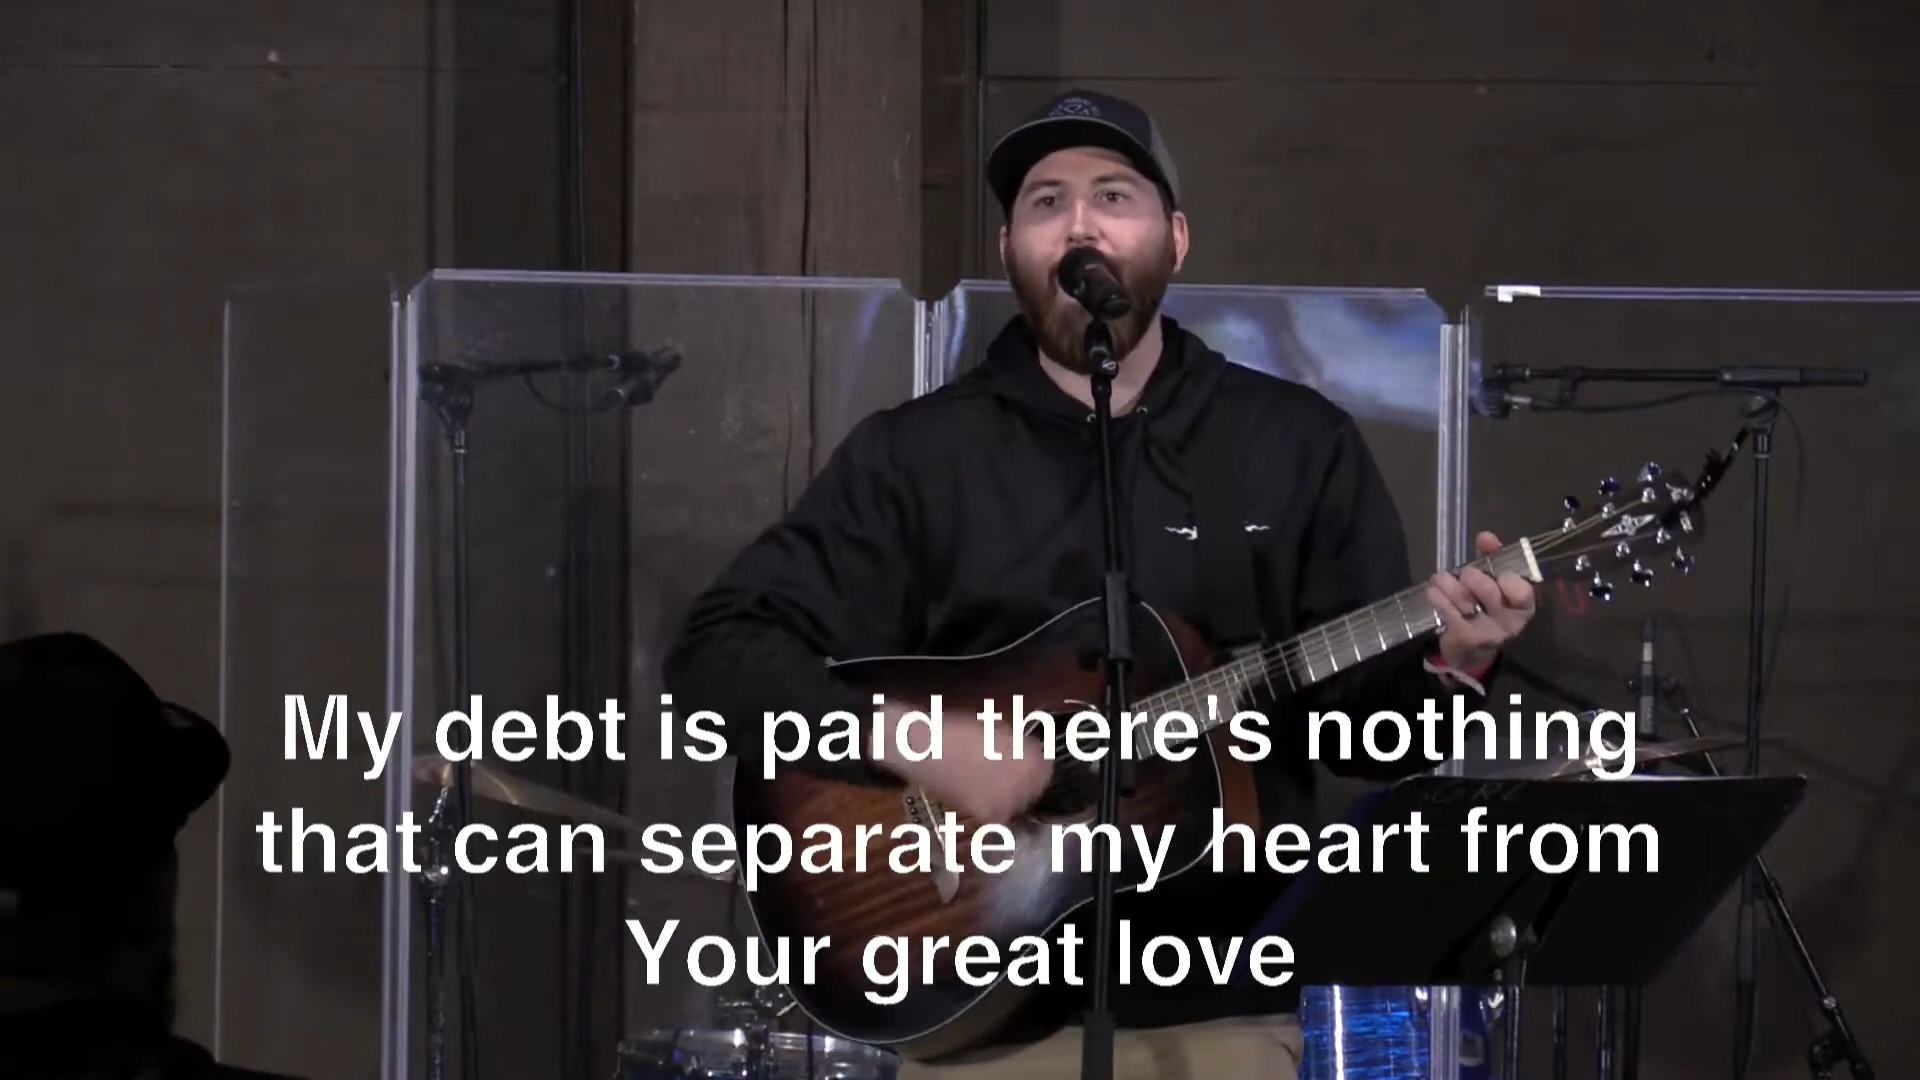 My debt is paid there's nothing
that can separate my heart from
Your great love